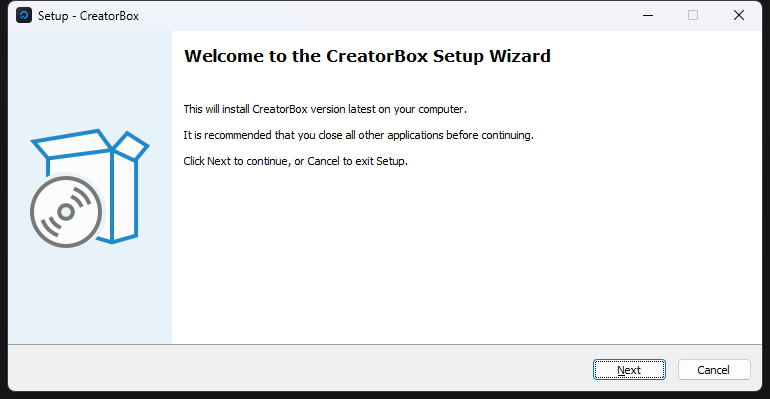 Setup - CreatorBox
Welcome to the CreatorBox Setup Wizard
This will install CreatorBox version latest on your computer.
It is recommended that you close all other applications before continuing.
Click Next to continue, or Cancel to exit Setup.
Next
Cancel